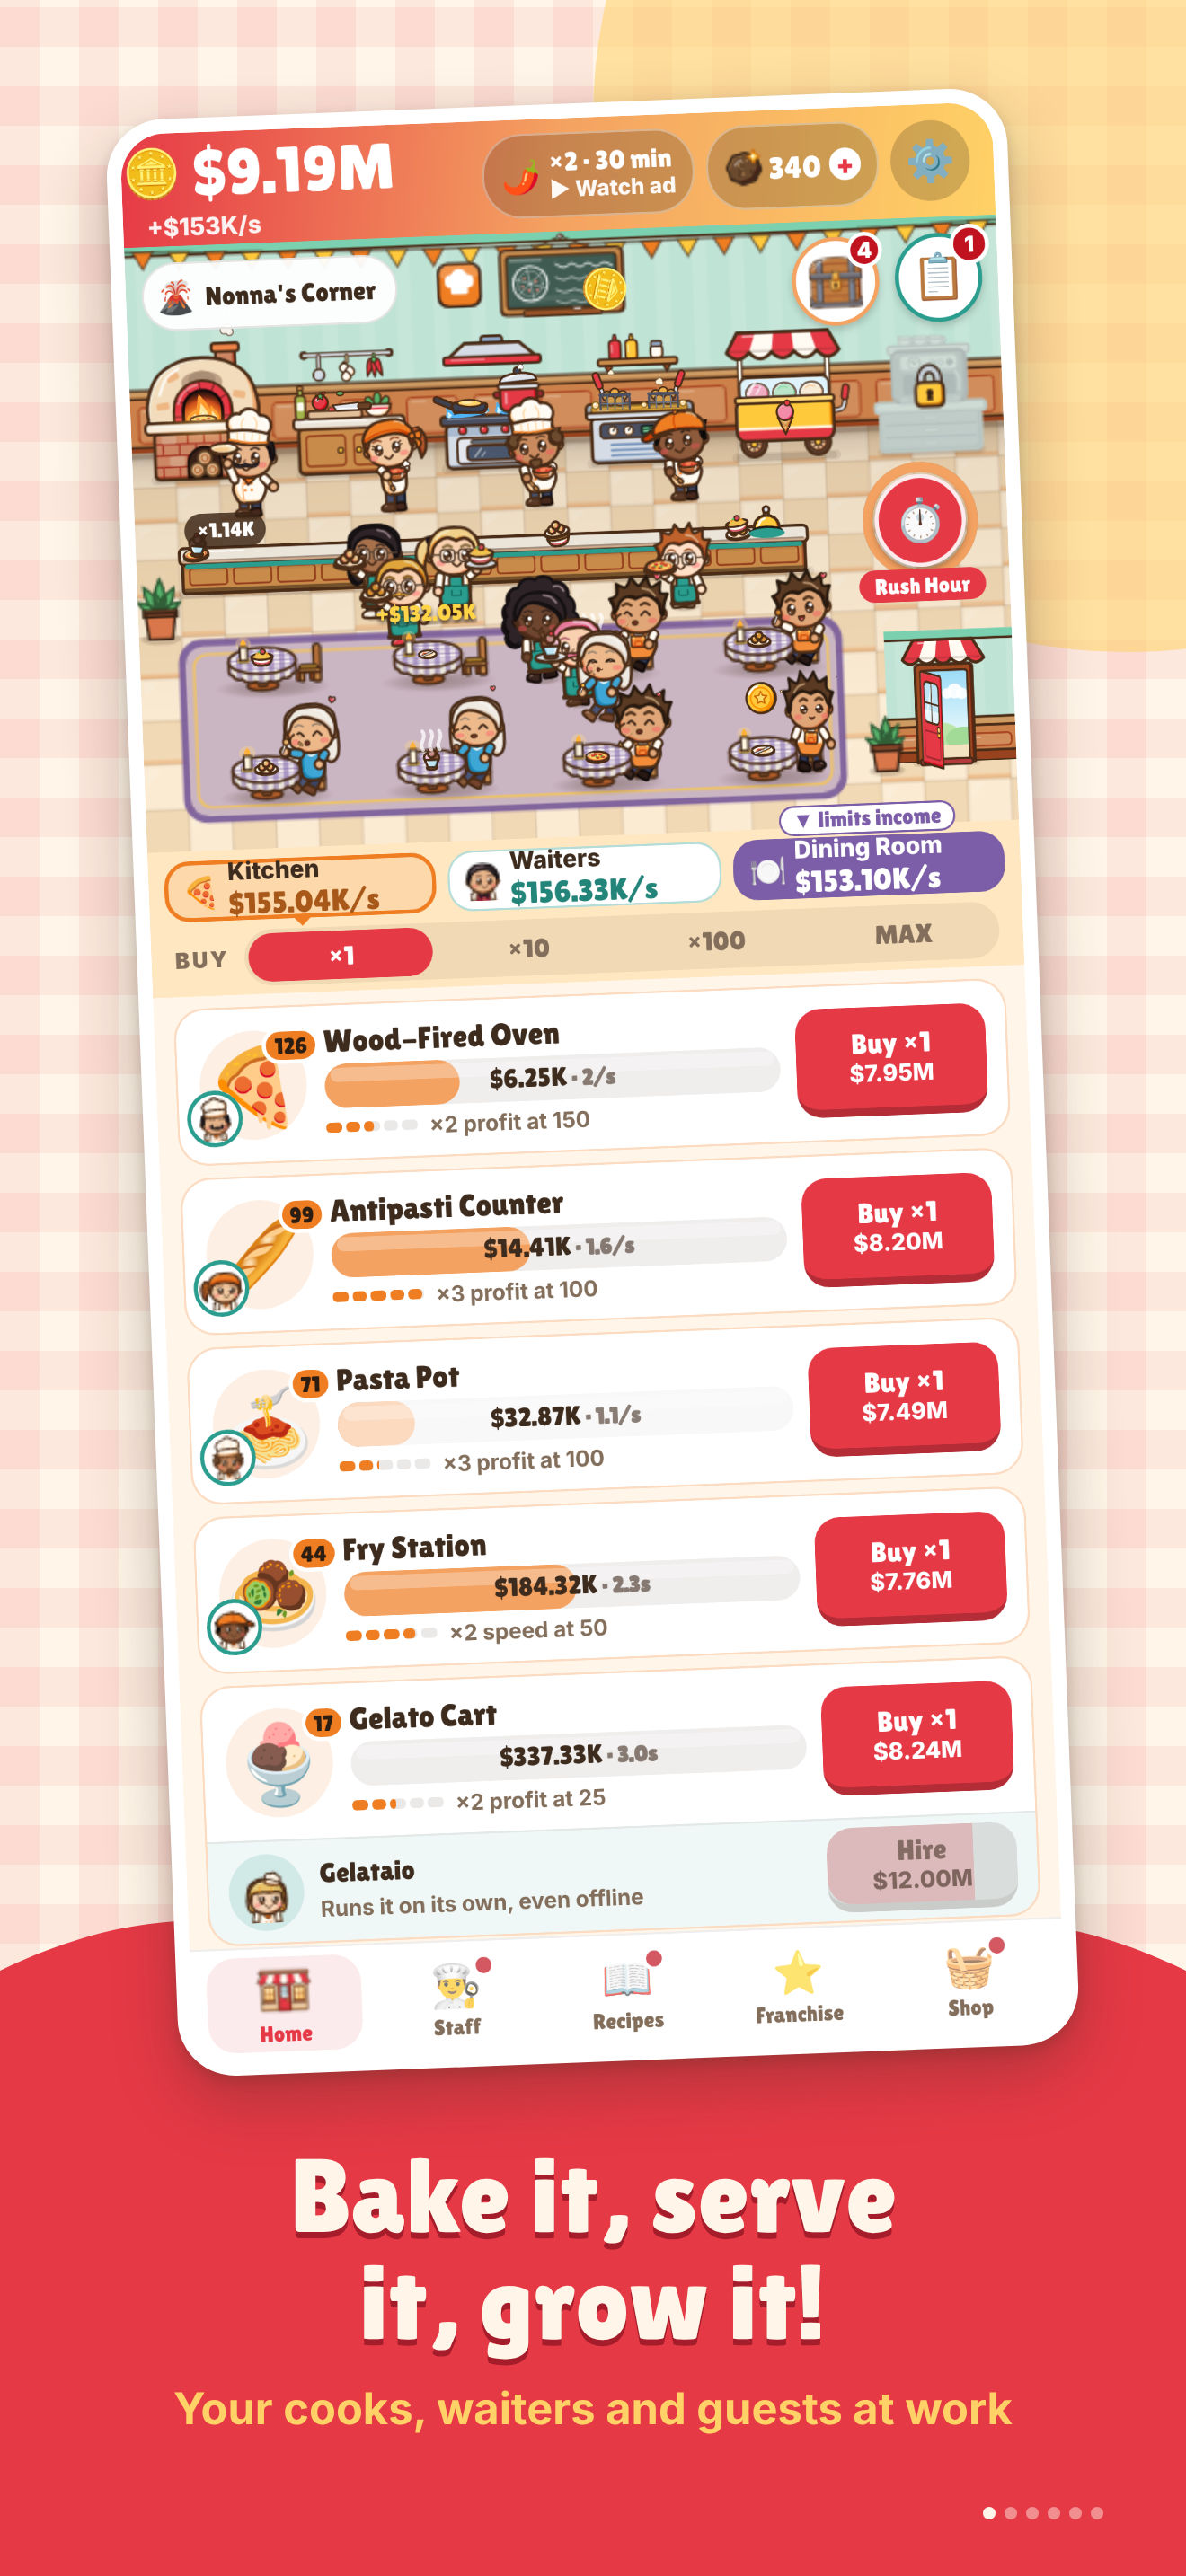 $9.19M
+$153K/s
×2 · 30 min
▶ Watch ad
340 +
4
1
Nonna's Corner
×1.14K
Rush Hour
+$132.05K
▼ limits income
Kitchen
$155.04K/s
Waiters
$156.33K/s
Dining Room
$153.10K/s
BUY
×1
×10
×100
MAX
126
Wood-Fired Oven
$6.25K · 2/s
×2 profit at 150
Buy ×1
$7.95M
99
Antipasti Counter
$14.41K · 1.6/s
×3 profit at 100
Buy ×1
$8.20M
71
Pasta Pot
$32.87K · 1.1/s
×3 profit at 100
Buy ×1
$7.49M
44
Fry Station
$184.32K · 2.3s
×2 speed at 50
Buy ×1
$7.76M
17
Gelato Cart
$337.33K · 3.0s
×2 profit at 25
Buy ×1
$8.24M
Gelataio
Runs it on its own, even offline
Hire
$12.00M
Home
Staff
Recipes
Franchise
Shop
Bake it, serve
it, grow it!
Your cooks, waiters and guests at work